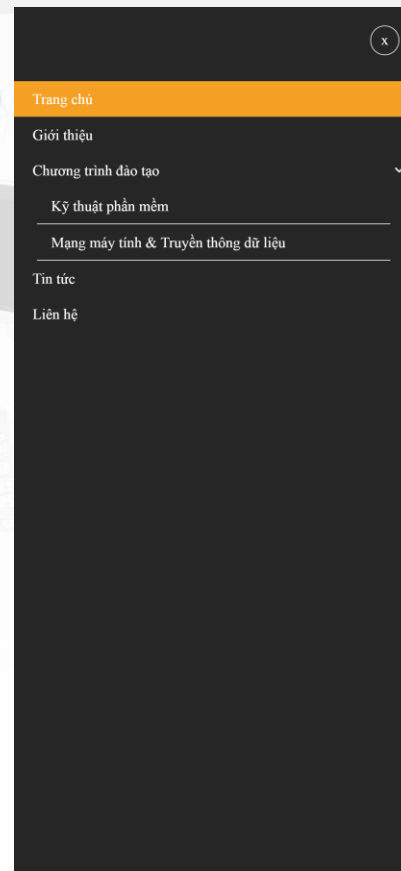 x
Trang chủ
Giới thiệu
Chương trình đào tạo
Kỹ thuật phần mềm
Mạng máy tính & Truyền thông dữ liệu
Tin tức
Liên hệ